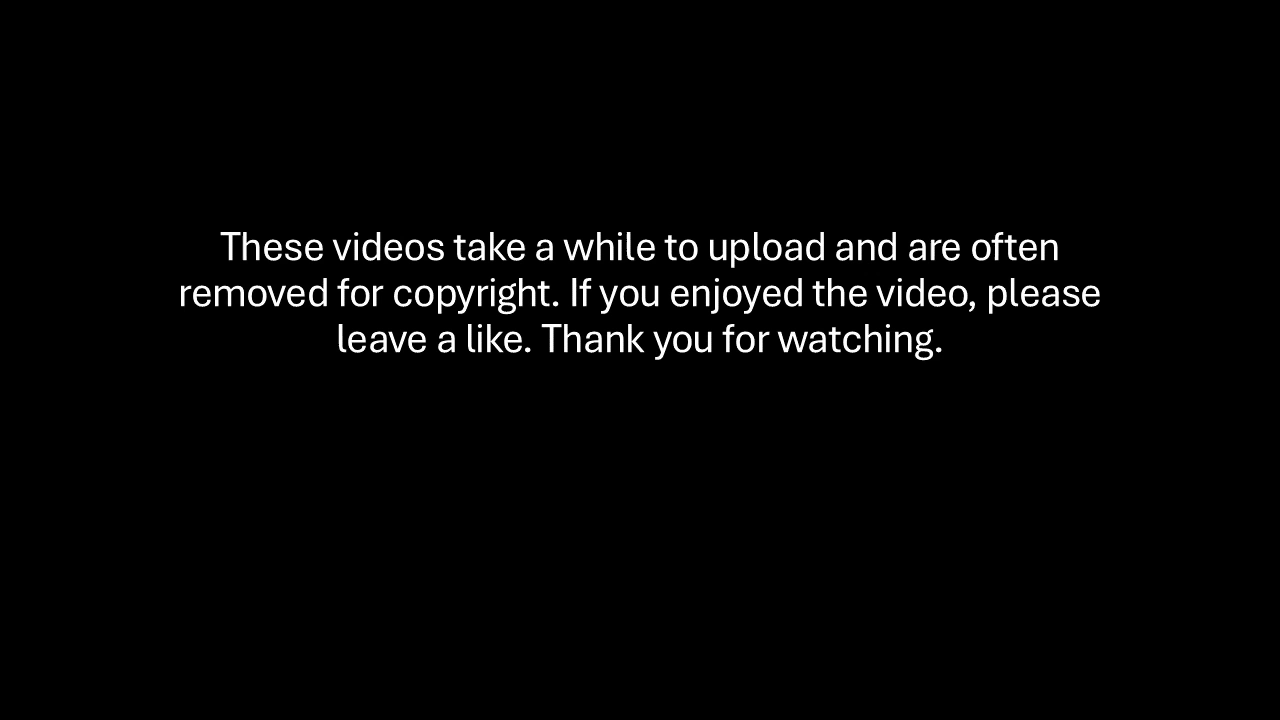 These videos take a while to upload and are often
removed for copyright. If you enjoyed the video, please
leave a like. Thank you for watching.